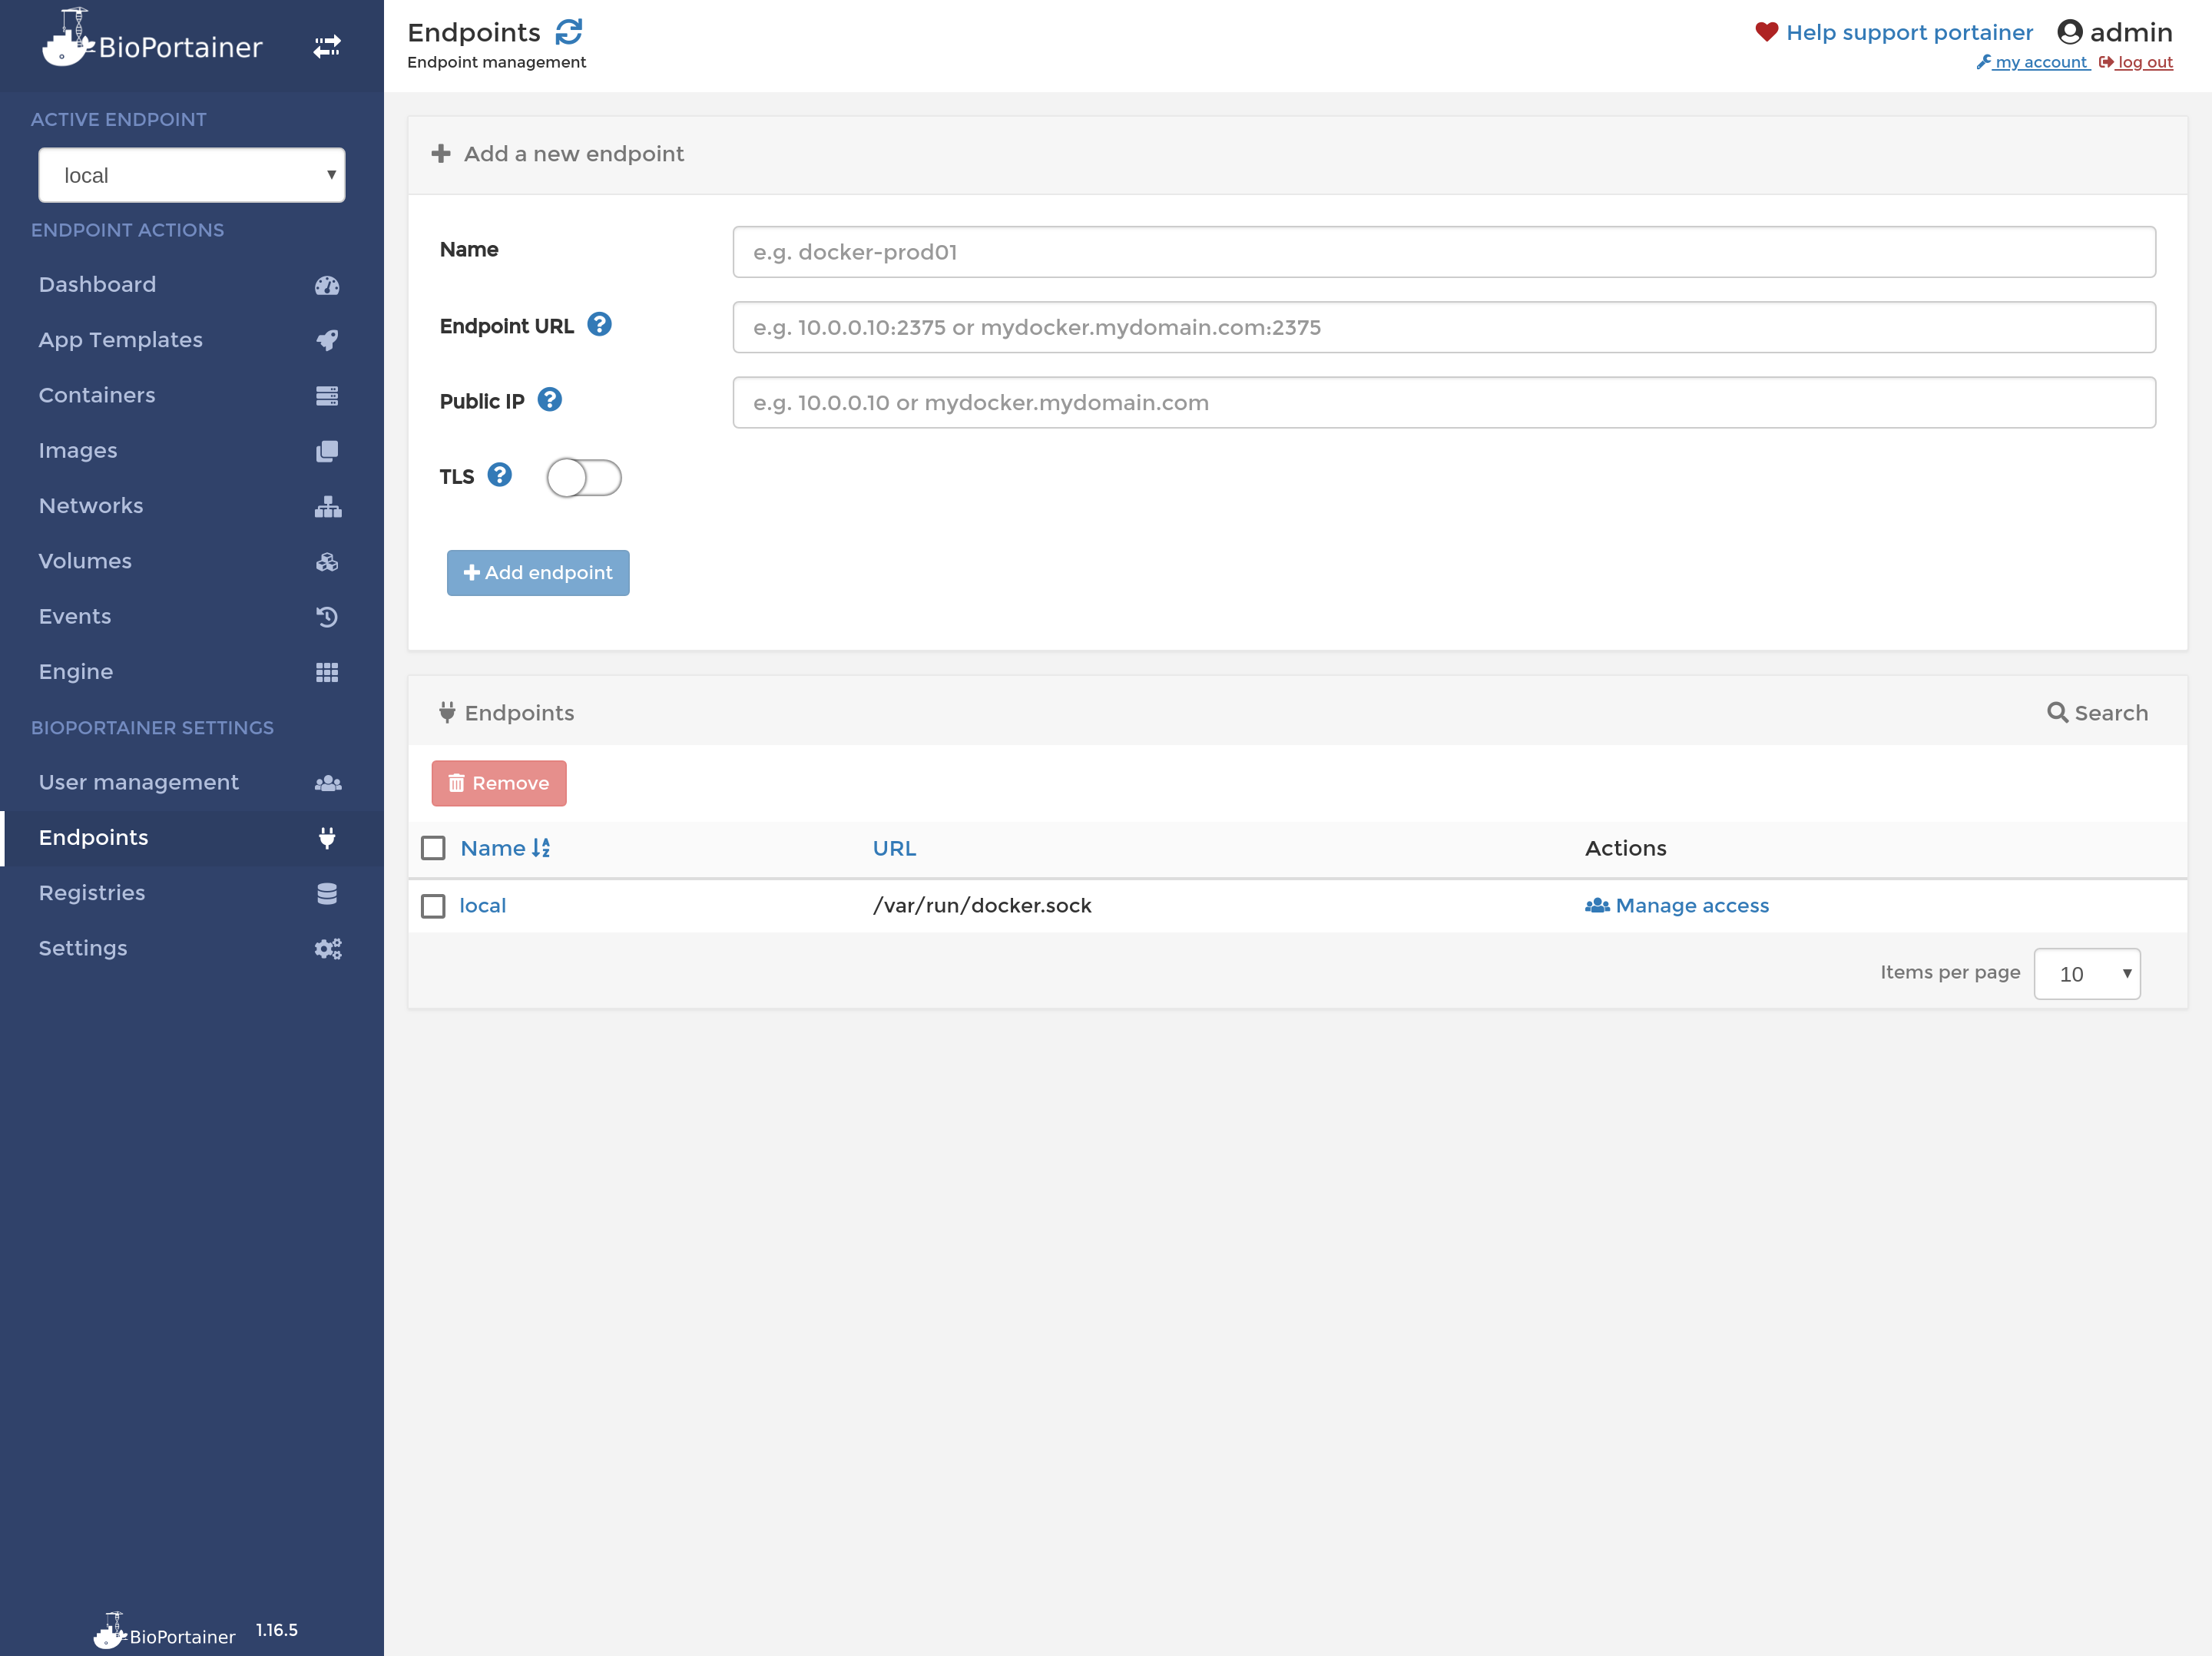 BioPortainer
ACTIVE ENDPOINT
local
ENDPOINT ACTIONS
Dashboard
App Templates
Containers
Images
Networks
Volumes
Events
Engine
BIOPORTAINER SETTINGS
User management
Endpoints
Registries
Settings
BioPortainer 1.16.5
Endpoints
Endpoint management
Help support portainer
admin
my account log out
Add a new endpoint
Name
e.g. docker-prod01
Endpoint URL
e.g. 10.0.0.10:2375 or mydocker.mydomain.com:2375
Public IP
e.g. 10.0.0.10 or mydocker.mydomain.com
TLS
Add endpoint
Endpoints
Search
Remove
Name URL Actions
local /var/run/docker.sock Manage access
Items per page 10